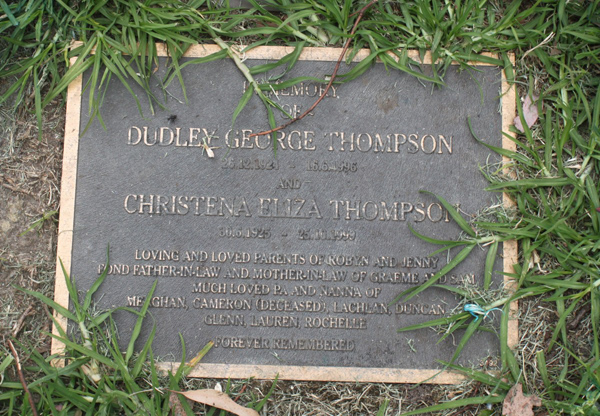 MEMORY
OF
DUDLEY GEORGE THOMPSON
AND
CHRISTENA ELIZA THOMPSON
LOVING AND LOVED PARENTS OF ROBYN AND JENNY
FOND FATHER-IN-LAW AND MOTHER-IN-LAW OF GRAEME
MUCH LOVED PA AND NANNA OF
MEAGHAN, CAMERON (DECEASED), LACHLAN, DUNCAN,
GLENN, LAUREN, ROCHELLE
FOREVER REMEMBERED